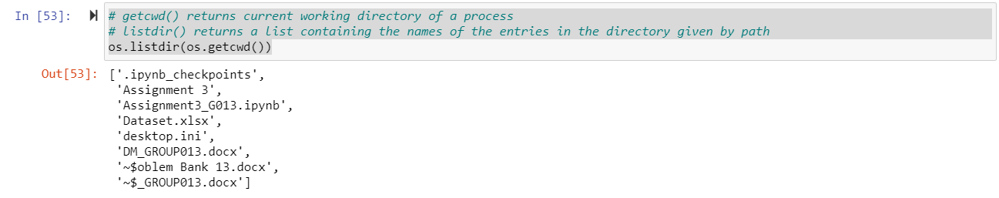 In [53]: # getcwd() returns current working directory of a process
# listdir() returns a list containing the names of the entries in the directory given by path
os.listdir(os.getcwd())
Out[53]: ['.ipynb_checkpoints',
'Assignment 3',
'Assignment3_G013.ipynb',
'Dataset.xlsx',
'desktop.ini',
'DM_GROUP013.docx',
'~$oblem Bank 13.docx',
'~$_GROUP013.docx']